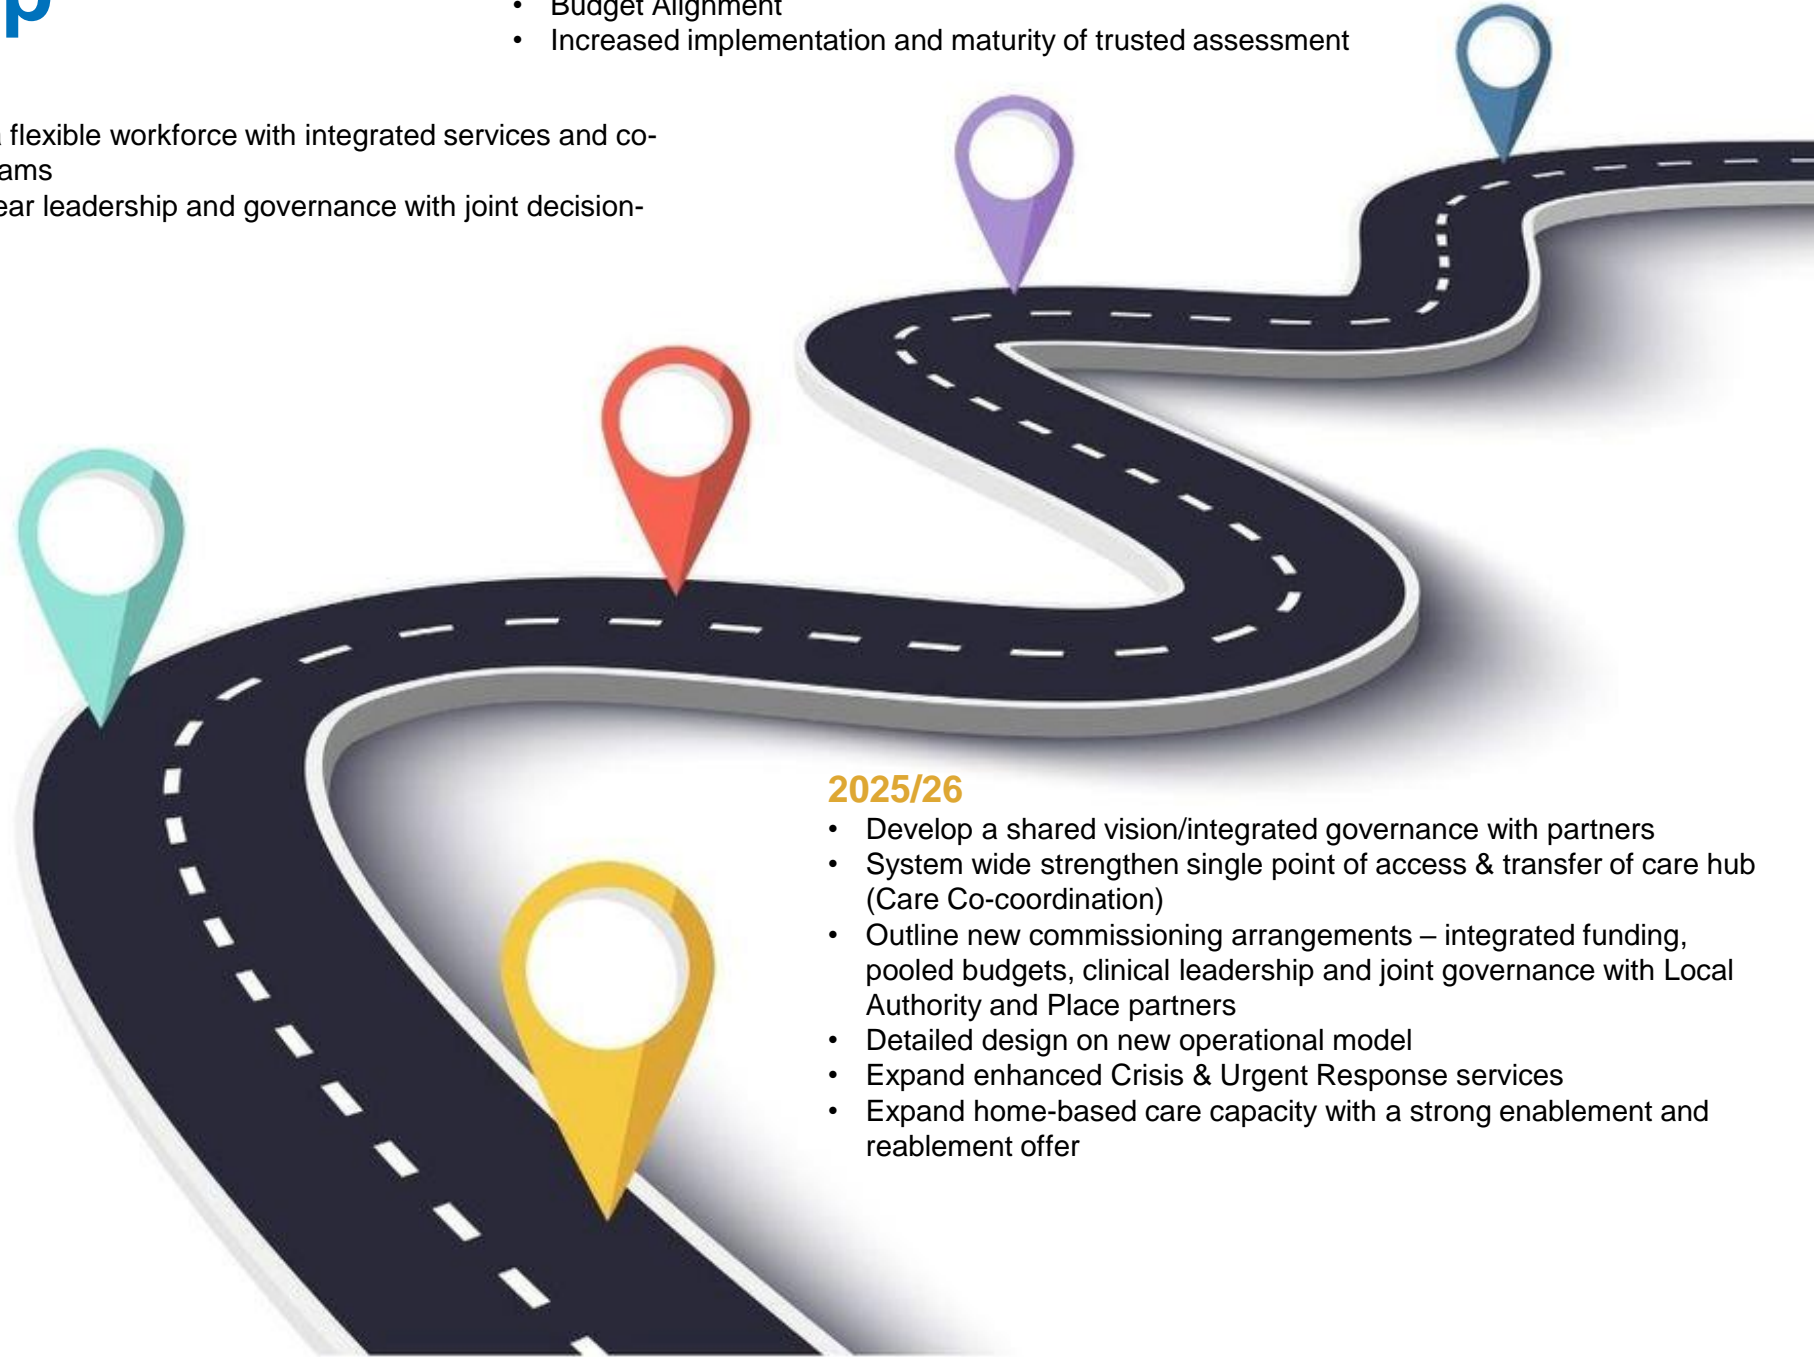 p
• Budget Alignment
• Increased implementation and maturity of trusted assessment
flexible workforce with integrated services and co-
ams
ear leadership and governance with joint decision-
2025/26
• Develop a shared vision/integrated governance with partners
• System wide strengthen single point of access & transfer of care hub
(Care Co-coordination)
• Outline new commissioning arrangements – integrated funding,
pooled budgets, clinical leadership and joint governance with Local
Authority and Place partners
• Detailed design on new operational model
• Expand enhanced Crisis & Urgent Response services
• Expand home-based care capacity with a strong enablement and
reablement offer